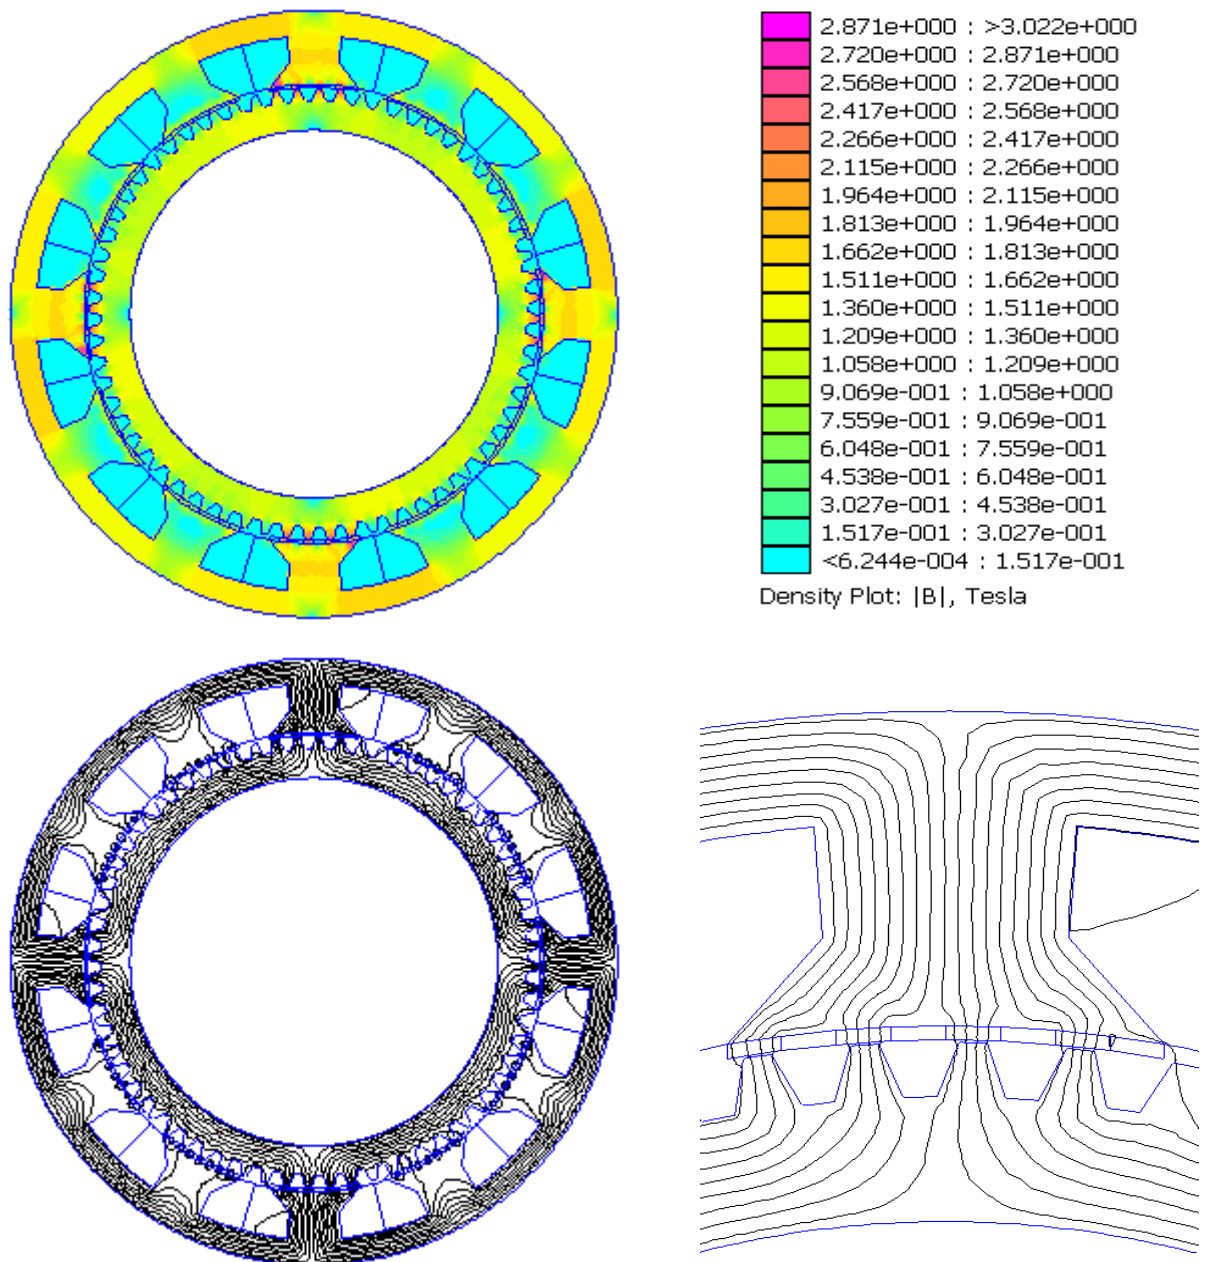 2.871e+000 : >3.022e+000
2.720e+000 : 2.871e+000
2.568e+000 : 2.720e+000
2.417e+000 : 2.568e+000
2.266e+000 : 2.417e+000
2.115e+000 : 2.266e+000
1.964e+000 : 2.115e+000
1.813e+000 : 1.964e+000
1.662e+000 : 1.813e+000
1.511e+000 : 1.662e+000
1.360e+000 : 1.511e+000
1.209e+000 : 1.360e+000
1.058e+000 : 1.209e+000
9.069e-001 : 1.058e+000
7.559e-001 : 9.069e-001
6.048e-001 : 7.559e-001
4.538e-001 : 6.048e-001
3.027e-001 : 4.538e-001
1.517e-001 : 3.027e-001
<6.244e-004 : 1.517e-001
Density Plot: |B|, Tesla